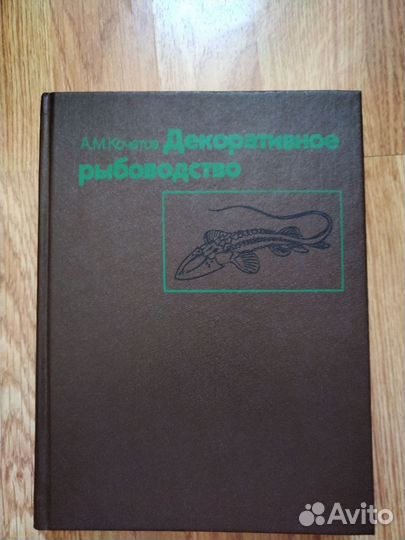 А.М.Кочетов Декоративное
рыбоводство
Avito